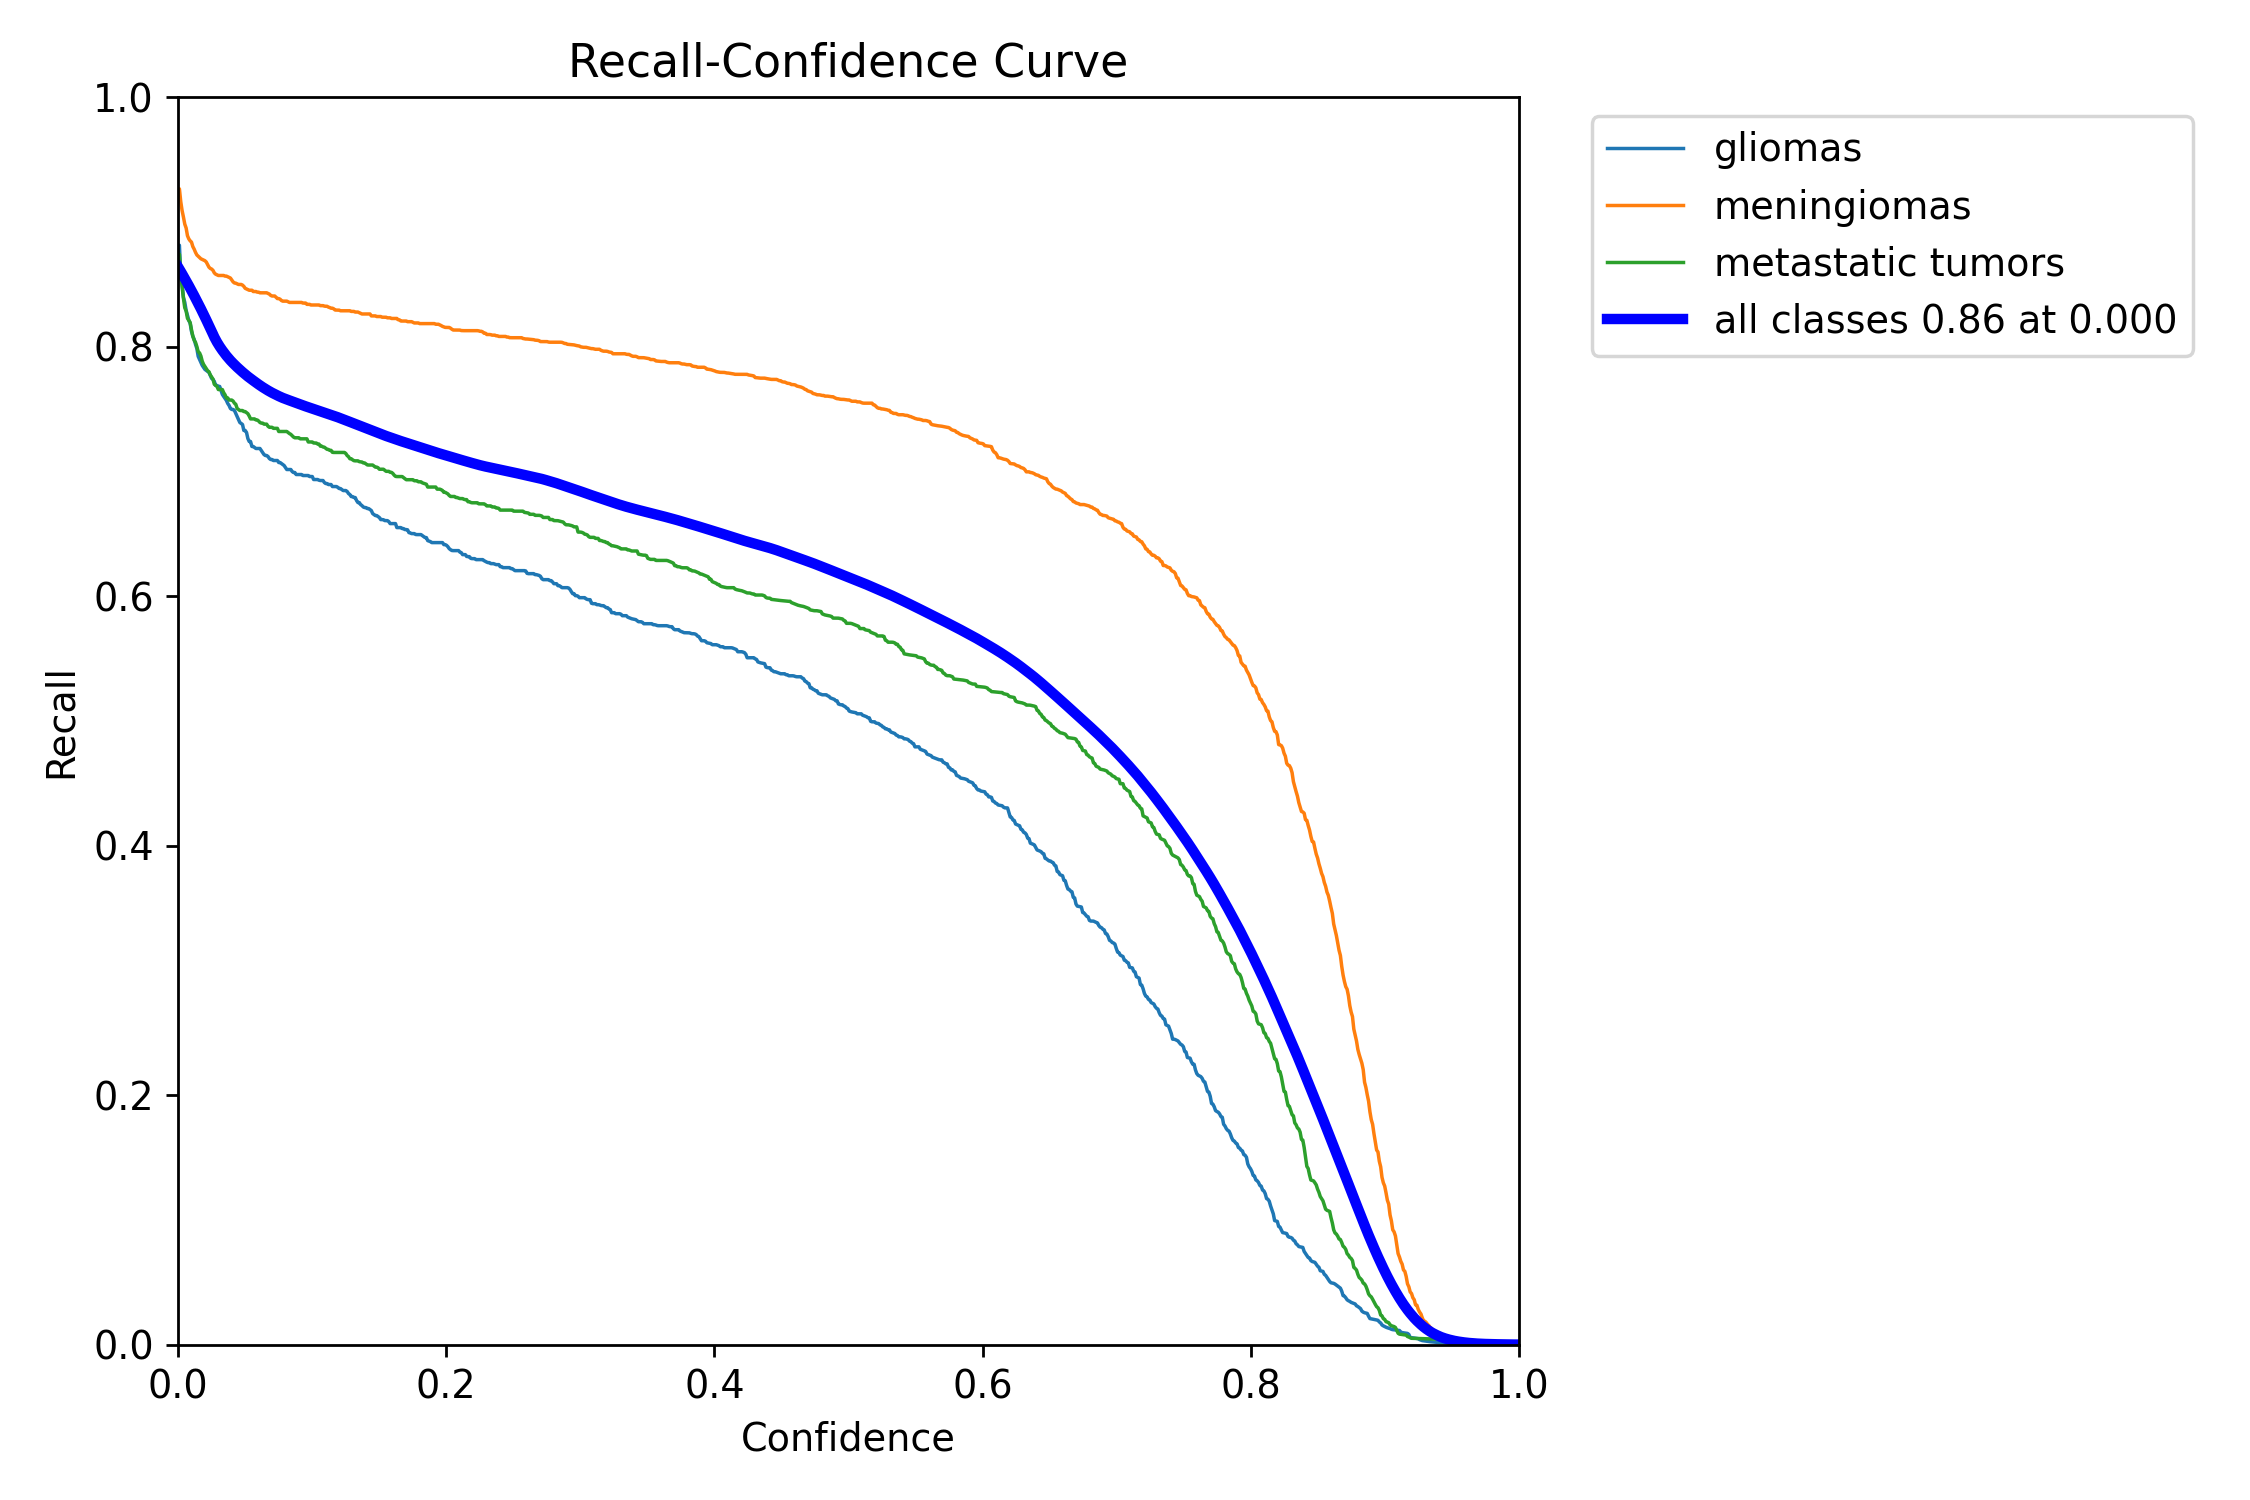 Recall-Confidence Curve
1.0
0.8
0.6
0.4
0.2
0.0
Recall
0.0 0.2 0.4 0.6 0.8 1.0
Confidence
gliomas
meningiomas
metastatic tumors
all classes 0.86 at 0.000